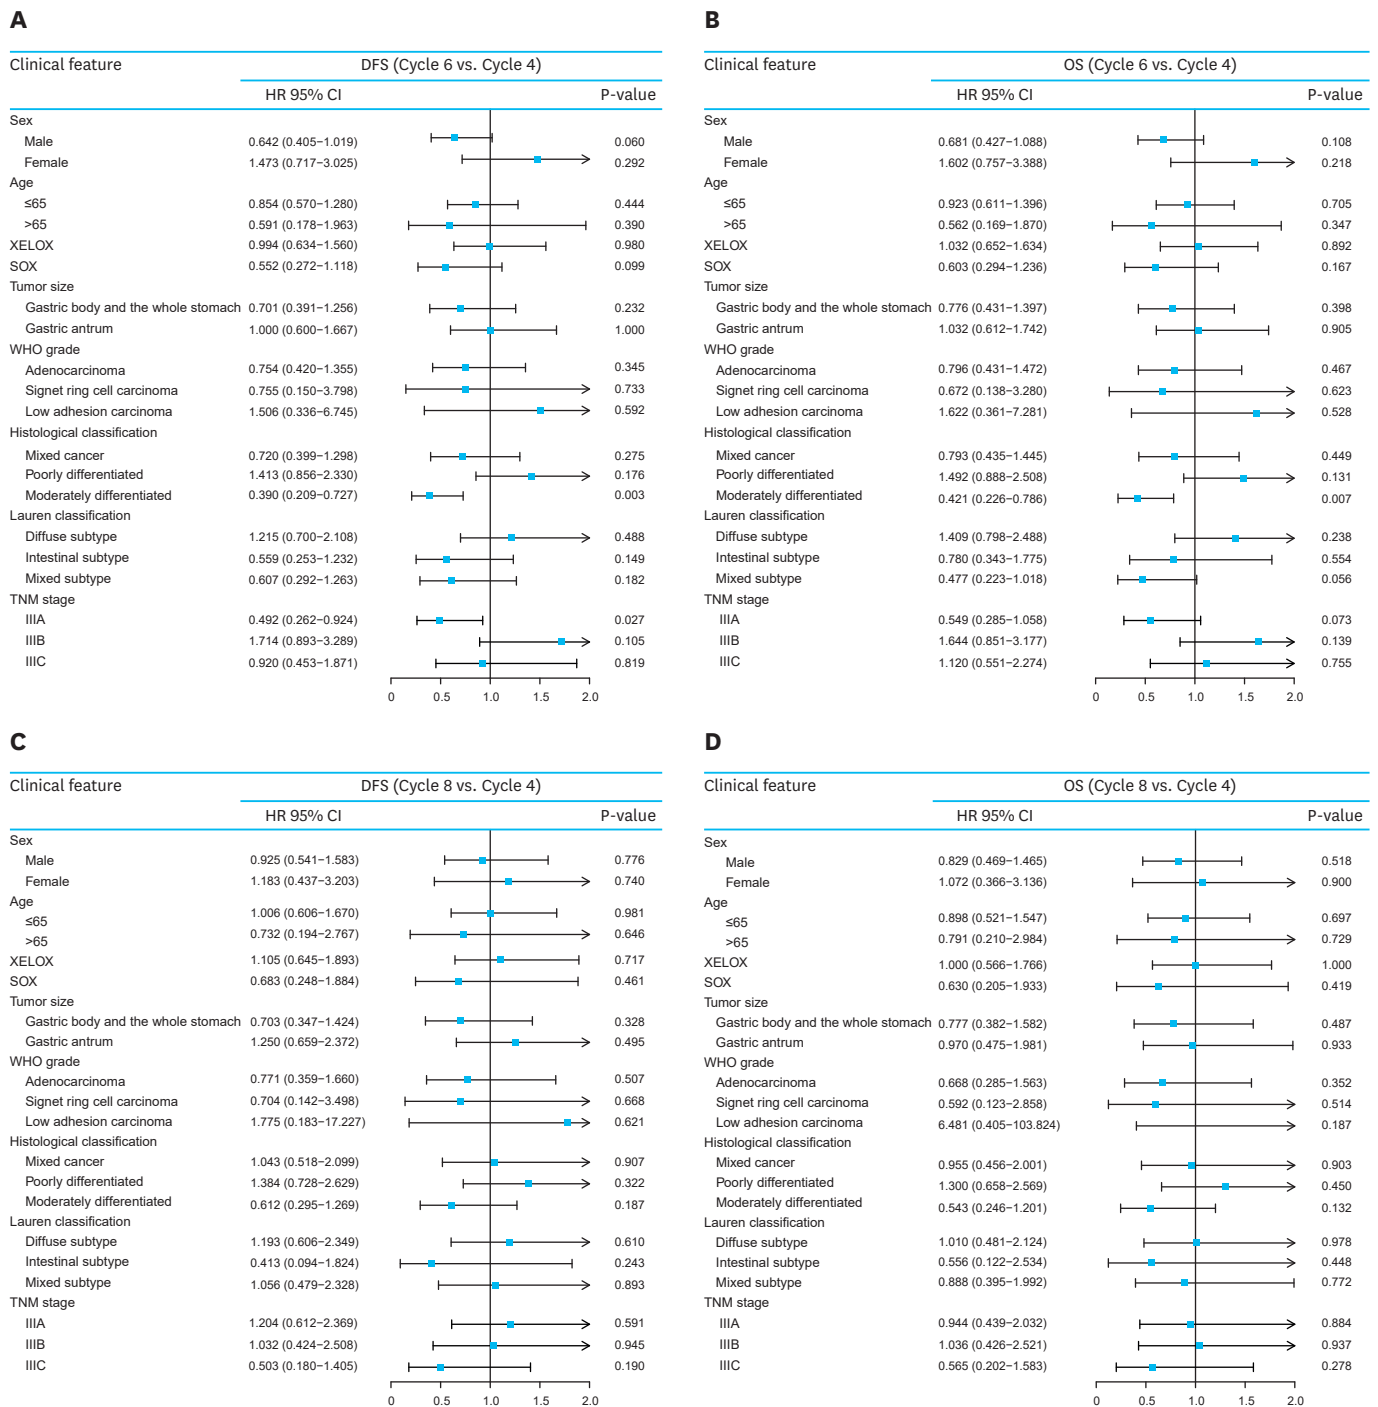 A
Clinical feature DFS (Cycle 6 vs. Cycle 4)
HR 95% CI P-value
Sex
Male 0.642 (0.405–1.019) 0.060
Female 1.473 (0.717–3.025) 0.292
Age
≤65 0.854 (0.570–1.280) 0.444
>65 0.591 (0.178–1.963) 0.390
XELOX 0.994 (0.634–1.560) 0.980
SOX 0.552 (0.272–1.118) 0.099
Tumor size
Gastric body and the whole stomach 0.701 (0.391–1.256) 0.232
Gastric antrum 1.000 (0.600–1.667) 1.000
WHO grade
Adenocarcinoma 0.754 (0.420–1.355) 0.345
Signet ring cell carcinoma 0.755 (0.150–3.798) 0.733
Low adhesion carcinoma 1.506 (0.336–6.745) 0.592
Histological classification
Mixed cancer 0.720 (0.399–1.298) 0.275
Poorly differentiated 1.413 (0.856–2.330) 0.176
Moderately differentiated 0.390 (0.209–0.727) 0.003
Lauren classification
Diffuse subtype 1.215 (0.700–2.108) 0.488
Intestinal subtype 0.559 (0.253–1.232) 0.149
Mixed subtype 0.607 (0.292–1.263) 0.182
TNM stage
IIIA 0.492 (0.262–0.924) 0.027
IIIB 1.714 (0.893–3.289) 0.105
IIIC 0.920 (0.453–1.871) 0.819
0 0.5 1.0 1.5 2.0
B
Clinical feature OS (Cycle 6 vs. Cycle 4)
HR 95% CI P-value
Sex
Male 0.681 (0.427–1.088) 0.108
Female 1.602 (0.757–3.388) 0.218
Age
≤65 0.923 (0.611–1.396) 0.705
>65 0.562 (0.169–1.870) 0.347
XELOX 1.032 (0.652–1.634) 0.892
SOX 0.603 (0.294–1.236) 0.167
Tumor size
Gastric body and the whole stomach 0.776 (0.431–1.397) 0.398
Gastric antrum 1.032 (0.612–1.742) 0.905
WHO grade
Adenocarcinoma 0.796 (0.431–1.472) 0.467
Signet ring cell carcinoma 0.672 (0.138–3.280) 0.623
Low adhesion carcinoma 1.622 (0.361–7.281) 0.528
Histological classification
Mixed cancer 0.793 (0.435–1.445) 0.449
Poorly differentiated 1.492 (0.888–2.508) 0.131
Moderately differentiated 0.421 (0.226–0.786) 0.007
Lauren classification
Diffuse subtype 1.409 (0.798–2.488) 0.238
Intestinal subtype 0.780 (0.343–1.775) 0.554
Mixed subtype 0.477 (0.223–1.018) 0.056
TNM stage
IIIA 0.549 (0.285–1.058) 0.073
IIIB 1.644 (0.851–3.177) 0.139
IIIC 1.120 (0.551–2.274) 0.755
0 0.5 1.0 1.5 2.0
C
Clinical feature DFS (Cycle 8 vs. Cycle 4)
HR 95% CI P-value
Sex
Male 0.925 (0.541–1.583) 0.776
Female 1.183 (0.437–3.203) 0.740
Age
≤65 1.006 (0.606–1.670) 0.981
>65 0.732 (0.194–2.767) 0.646
XELOX 1.105 (0.645–1.893) 0.717
SOX 0.683 (0.248–1.884) 0.461
Tumor size
Gastric body and the whole stomach 0.703 (0.347–1.424) 0.328
Gastric antrum 1.250 (0.659–2.372) 0.495
WHO grade
Adenocarcinoma 0.771 (0.359–1.660) 0.507
Signet ring cell carcinoma 0.704 (0.142–3.498) 0.668
Low adhesion carcinoma 1.775 (0.183–17.227) 0.621
Histological classification
Mixed cancer 1.043 (0.518–2.099) 0.907
Poorly differentiated 1.384 (0.728–2.629) 0.322
Moderately differentiated 0.612 (0.295–1.269) 0.187
Lauren classification
Diffuse subtype 1.193 (0.606–2.349) 0.610
Intestinal subtype 0.413 (0.094–1.824) 0.243
Mixed subtype 1.056 (0.479–2.328) 0.893
TNM stage
IIIA 1.204 (0.612–2.369) 0.591
IIIB 1.032 (0.424–2.508) 0.945
IIIC 0.503 (0.180–1.405) 0.190
0 0.5 1.0 1.5 2.0
D
Clinical feature OS (Cycle 8 vs. Cycle 4)
HR 95% CI P-value
Sex
Male 0.829 (0.469–1.465) 0.518
Female 1.072 (0.366–3.136) 0.900
Age
≤65 0.898 (0.521–1.547) 0.697
>65 0.791 (0.210–2.984) 0.729
XELOX 1.000 (0.566–1.766) 1.000
SOX 0.630 (0.205–1.933) 0.419
Tumor size
Gastric body and the whole stomach 0.777 (0.382–1.582) 0.487
Gastric antrum 0.970 (0.475–1.981) 0.933
WHO grade
Adenocarcinoma 0.668 (0.285–1.563) 0.352
Signet ring cell carcinoma 0.592 (0.123–2.858) 0.514
Low adhesion carcinoma 6.481 (0.405–103.824) 0.187
Histological classification
Mixed cancer 0.955 (0.456–2.001) 0.903
Poorly differentiated 1.300 (0.658–2.569) 0.450
Moderately differentiated 0.543 (0.246–1.201) 0.132
Lauren classification
Diffuse subtype 1.010 (0.481–2.124) 0.978
Intestinal subtype 0.556 (0.122–2.534) 0.448
Mixed subtype 0.888 (0.395–1.992) 0.772
TNM stage
IIIA 0.944 (0.439–2.032) 0.884
IIIB 1.036 (0.426–2.521) 0.937
IIIC 0.565 (0.202–1.583) 0.278
0 0.5 1.0 1.5 2.0